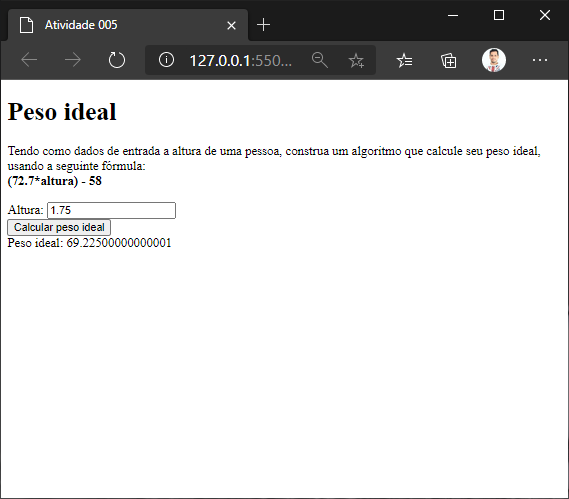 Atividade 005
127.0.0.1:550...
Peso ideal
Tendo como dados de entrada a altura de uma pessoa, construa um algoritmo que calcule seu peso ideal,
usando a seguinte fórmula:
(72.7*altura) - 58
Altura: 1.75
Calcular peso ideal
Peso ideal: 69.22500000000001